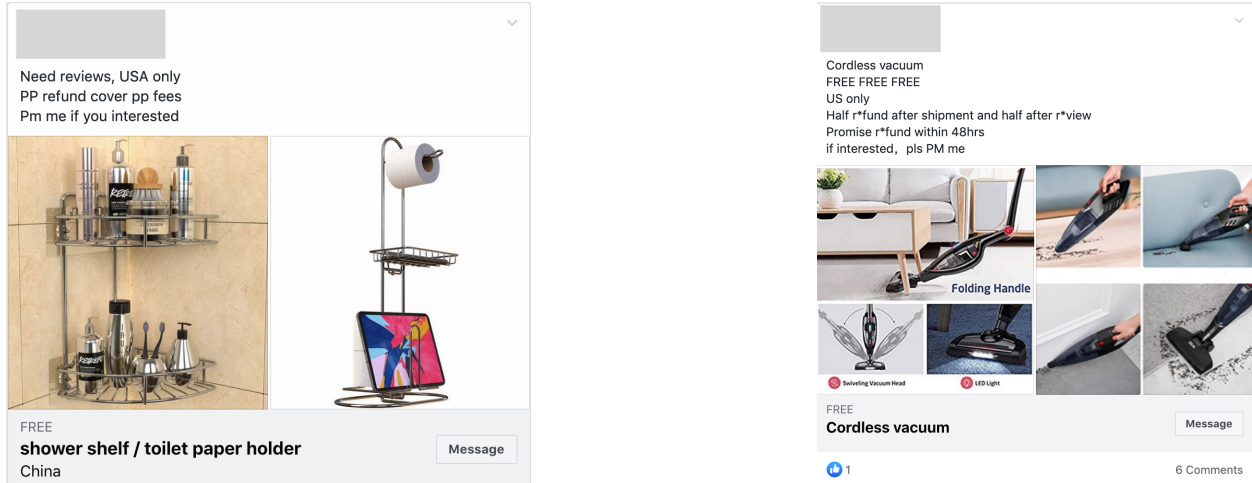 Need reviews, USA only
PP refund cover pp fees
Pm me if you interested
FREE
shower shelf / toilet paper holder
China
Message
Cordless vacuum
FREE FREE FREE
US only
Half r*fund after shipment and half after r*view
Promise r*fund within 48hrs
if interested，pls PM me
Folding Handle
Swiveling Vacuum Head
LED Light
FREE
Cordless vacuum
Message
1
6 Comments